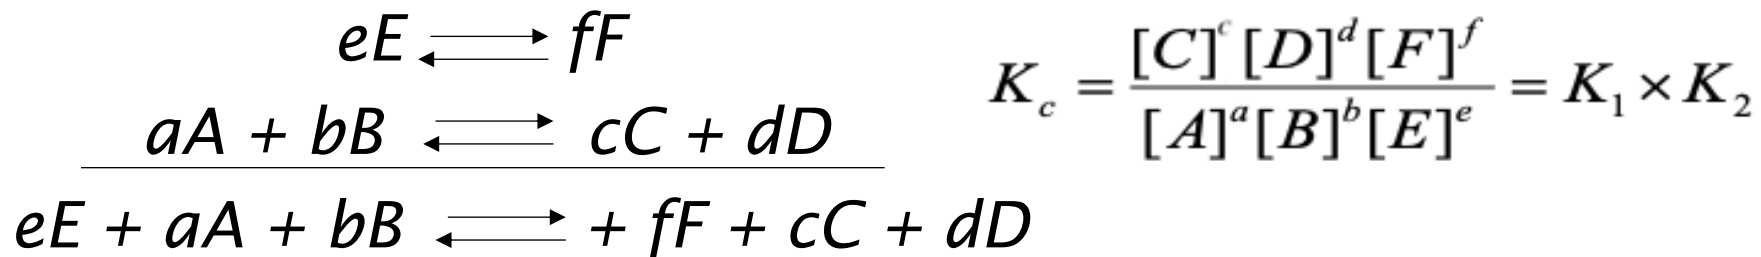 eE ⇌ fF
aA + bB ⇌ cC + dD
eE + aA + bB ⇌ + fF + cC + dD
K_c = [C]^c [D]^d [F]^f / [A]^a [B]^b [E]^e = K_1 × K_2